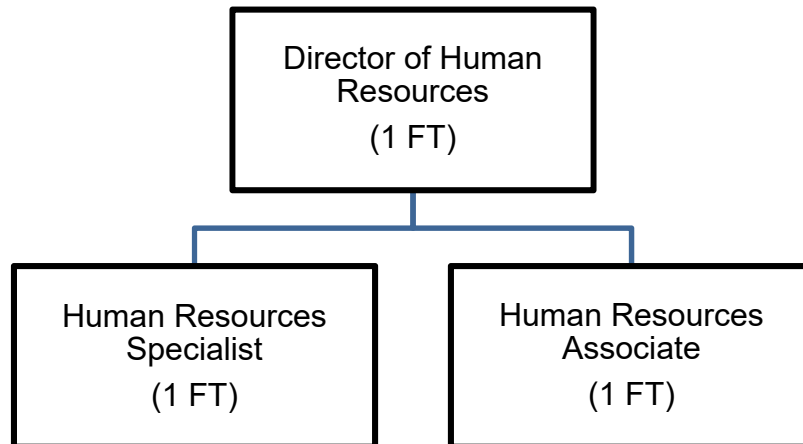 Director of Human
Resources
(1 FT)
Human Resources
Specialist
(1 FT)
Human Resources
Associate
(1 FT)